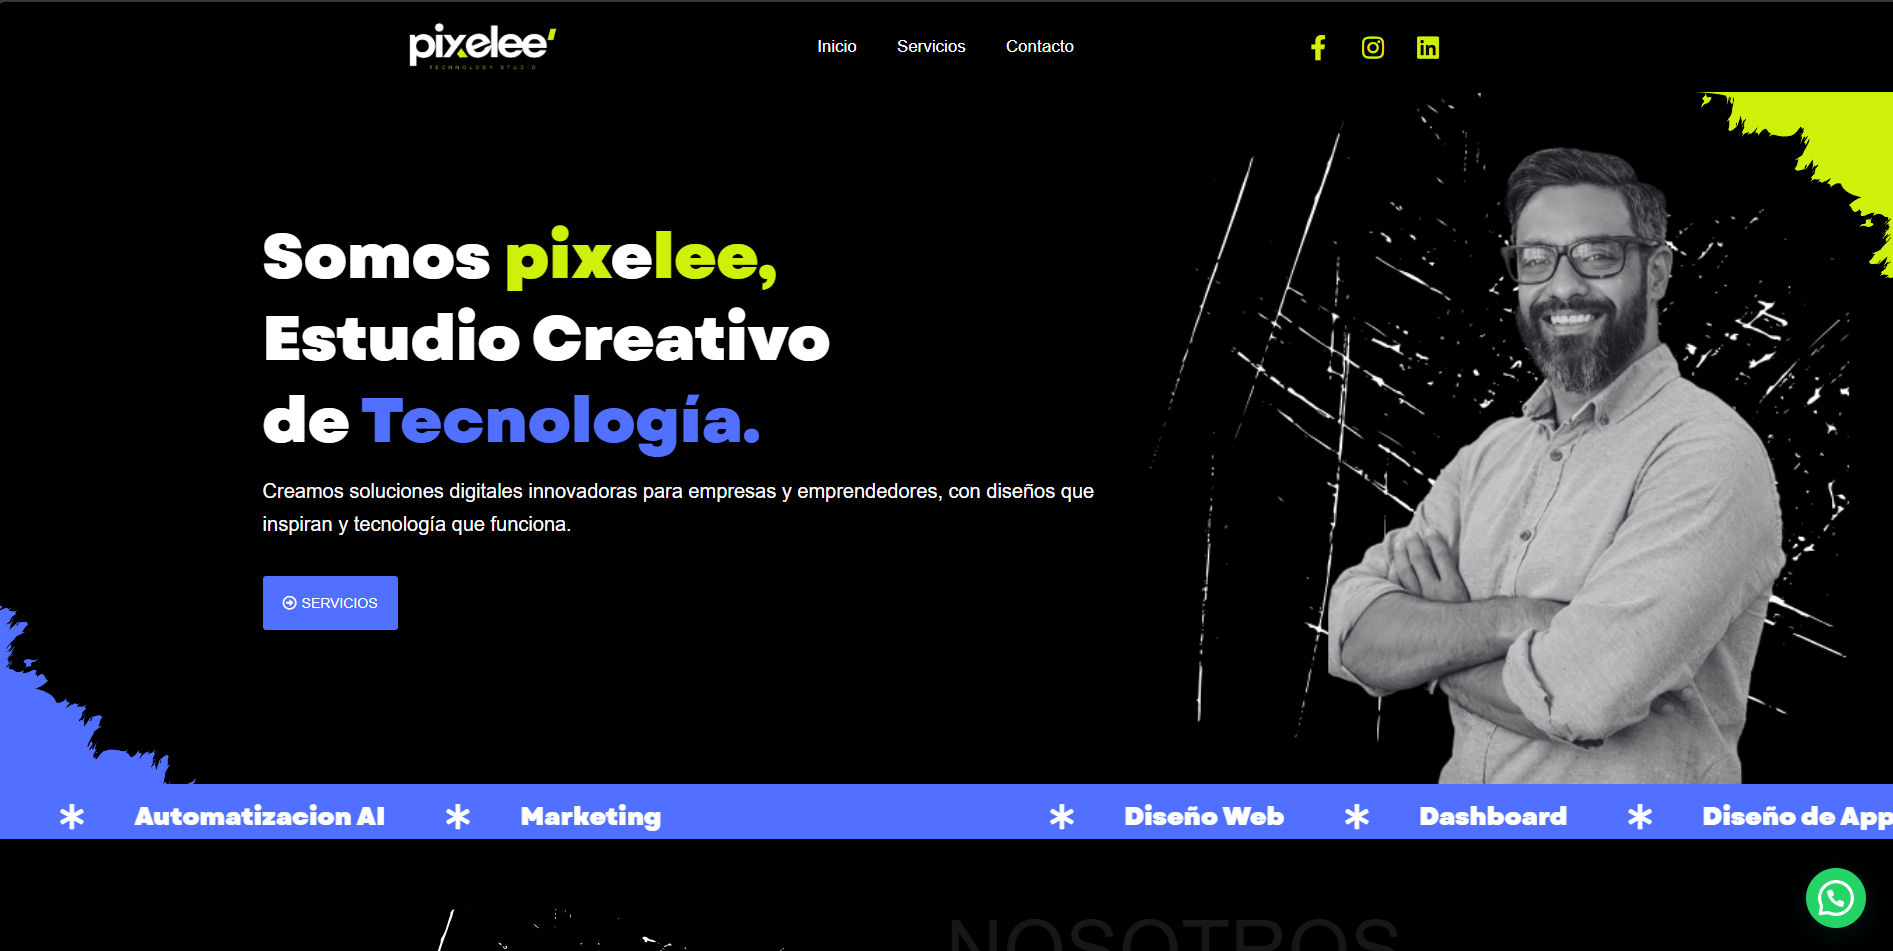 pixelee'
TECHNOLOGY STUDIO
Inicio
Servicios
Contacto
Somos pixelee,
Estudio Creativo
de Tecnología.
Creamos soluciones digitales innovadoras para empresas y emprendedores, con diseños que
inspiran y tecnología que funciona.
SERVICIOS
Automatizacion AI
Marketing
Diseño Web
Dashboard
Diseño de App
NOSOTROS